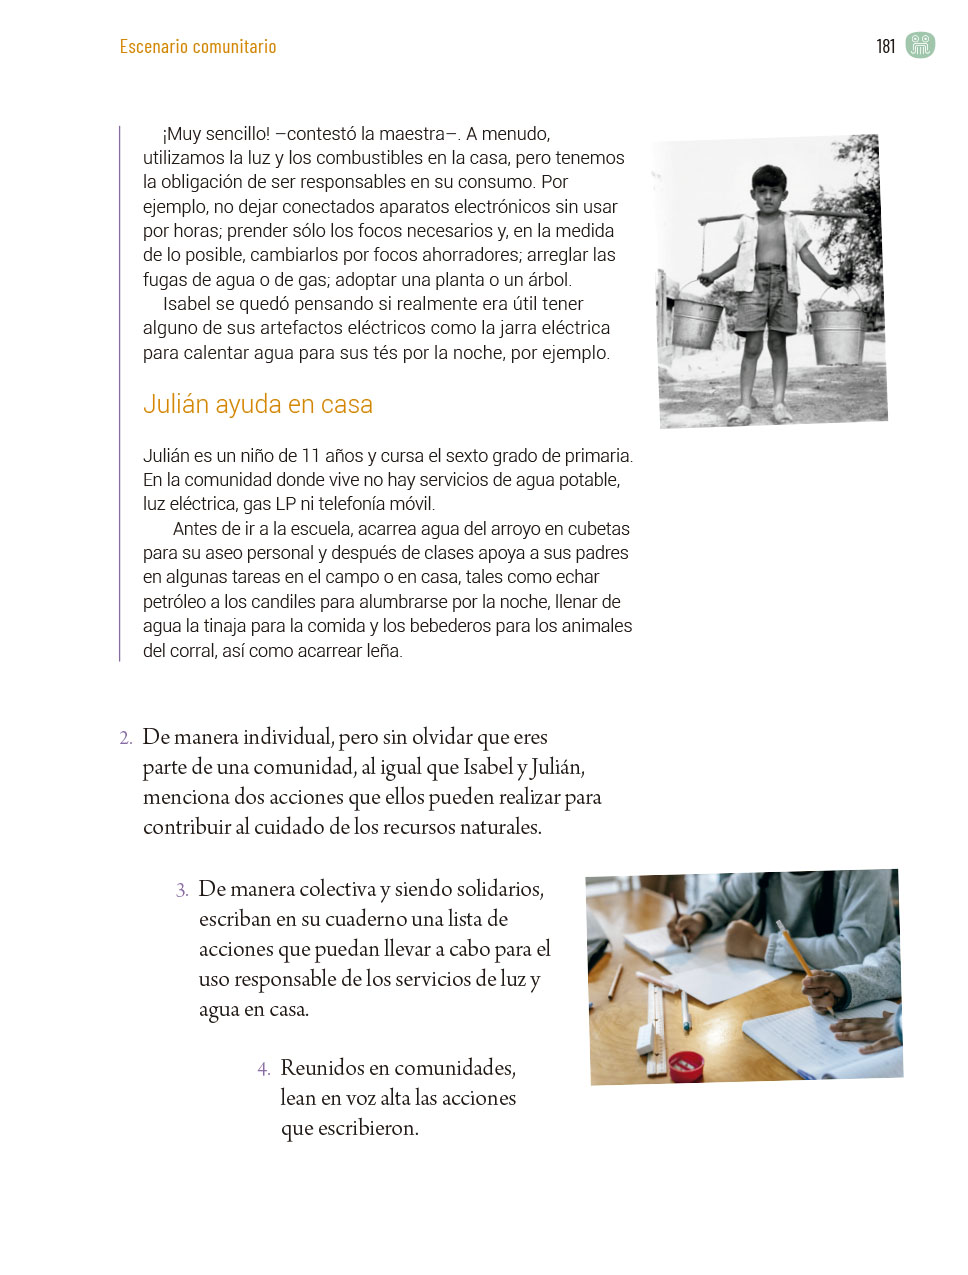 Escenario comunitario
181
¡Muy sencillo! –contestó la maestra–. A menudo,
utilizamos la luz y los combustibles en la casa, pero tenemos
la obligación de ser responsables en su consumo. Por
ejemplo, no dejar conectados aparatos electrónicos sin usar
por horas; prender sólo los focos necesarios y, en la medida
de lo posible, cambiarlos por focos ahorradores; arreglar las
fugas de agua o de gas; adoptar una planta o un árbol.
Isabel se quedó pensando si realmente era útil tener
alguno de sus artefactos eléctricos como la jarra eléctrica
para calentar agua para sus tés por la noche, por ejemplo.
Julián ayuda en casa
Julián es un niño de 11 años y cursa el sexto grado de primaria.
En la comunidad donde vive no hay servicios de agua potable,
luz eléctrica, gas LP ni telefonía móvil.
Antes de ir a la escuela, acarrea agua del arroyo en cubetas
para su aseo personal y después de clases apoya a sus padres
en algunas tareas en el campo o en casa, tales como echar
petróleo a los candiles para alumbrarse por la noche, llenar de
agua la tinaja para la comida y los bebederos para los animales
del corral, así como acarrear leña.
2. De manera individual, pero sin olvidar que eres
parte de una comunidad, al igual que Isabel y Julián,
menciona dos acciones que ellos pueden realizar para
contribuir al cuidado de los recursos naturales.
3. De manera colectiva y siendo solidarios,
escriban en su cuaderno una lista de
acciones que puedan llevar a cabo para el
uso responsable de los servicios de luz y
agua en casa.
4. Reunidos en comunidades,
lean en voz alta las acciones
que escribieron.